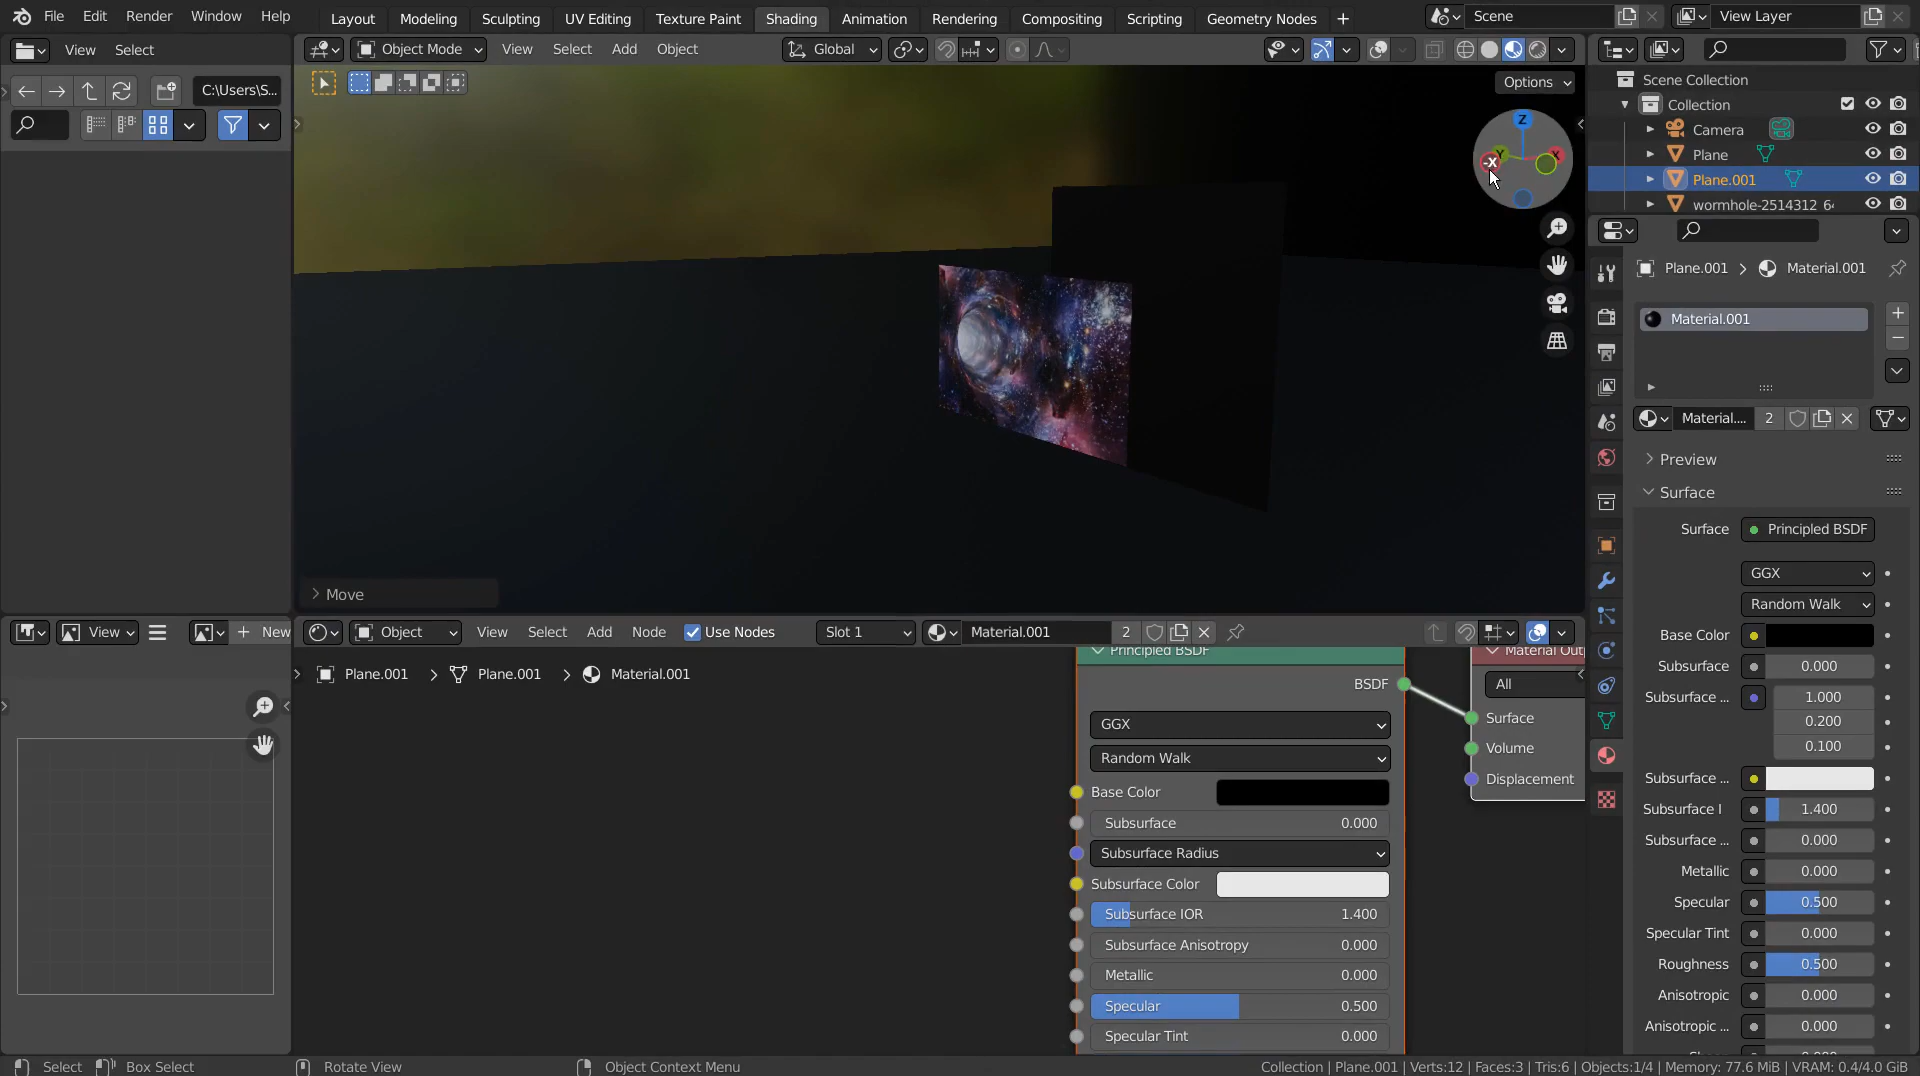 File Edit Render Window Help Layout Modeling Sculpting UV Editing Texture Paint Shading Animation Rendering Compositing Scripting Geometry Nodes + Scene View Layer
View Select
Object Mode View Select Add Object Global
C:\Users\S...
Options
Z
Y
X
-X
Scene Collection
Collection
Camera
Plane
Plane.001
wormhole-2514312_64
Plane.001 > Material.001
Material.001
Material.... 2
Preview
Surface
Surface Principled BSDF
GGX
Random Walk
Base Color
Subsurface 0.000
Subsurface ... 1.000
0.200
0.100
Subsurface ...
Subsurface I 1.400
Subsurface ... 0.000
Metallic 0.000
Specular 0.500
Specular Tint 0.000
Roughness 0.500
Anisotropic 0.000
Anisotropic ... 0.000
> Move
View + New
Object View Select Add Node Use Nodes Slot 1 Material.001 2
Plane.001 > Plane.001 > Material.001
Principled BSDF
BSDF
GGX
Random Walk
Base Color
Subsurface 0.000
Subsurface Radius
Subsurface Color
Subsurface IOR 1.400
Subsurface Anisotropy 0.000
Metallic 0.000
Specular 0.500
Specular Tint 0.000
Material Outp
All
Surface
Volume
Displacement
Select Box Select Rotate View Object Context Menu Collection | Plane.001 | Verts:12 | Faces:3 | Tris:6 | Objects:1/4 | Memory: 77.6 MiB | VRAM: 0.4/4.0 GiB